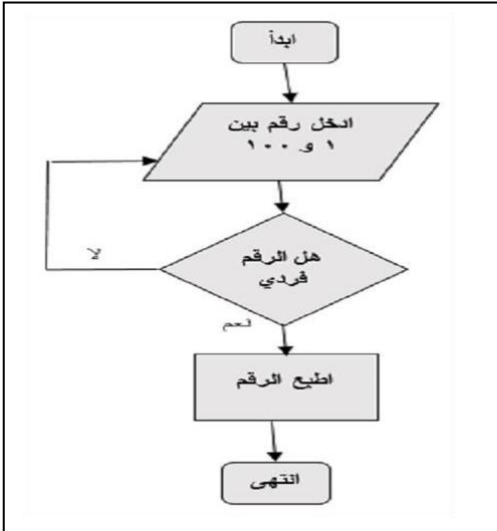 ابدأ
ادخل رقم بين
١ و ١٠٠
هل الرقم
فردي
لا
نعم
اطبع الرقم
انتهى